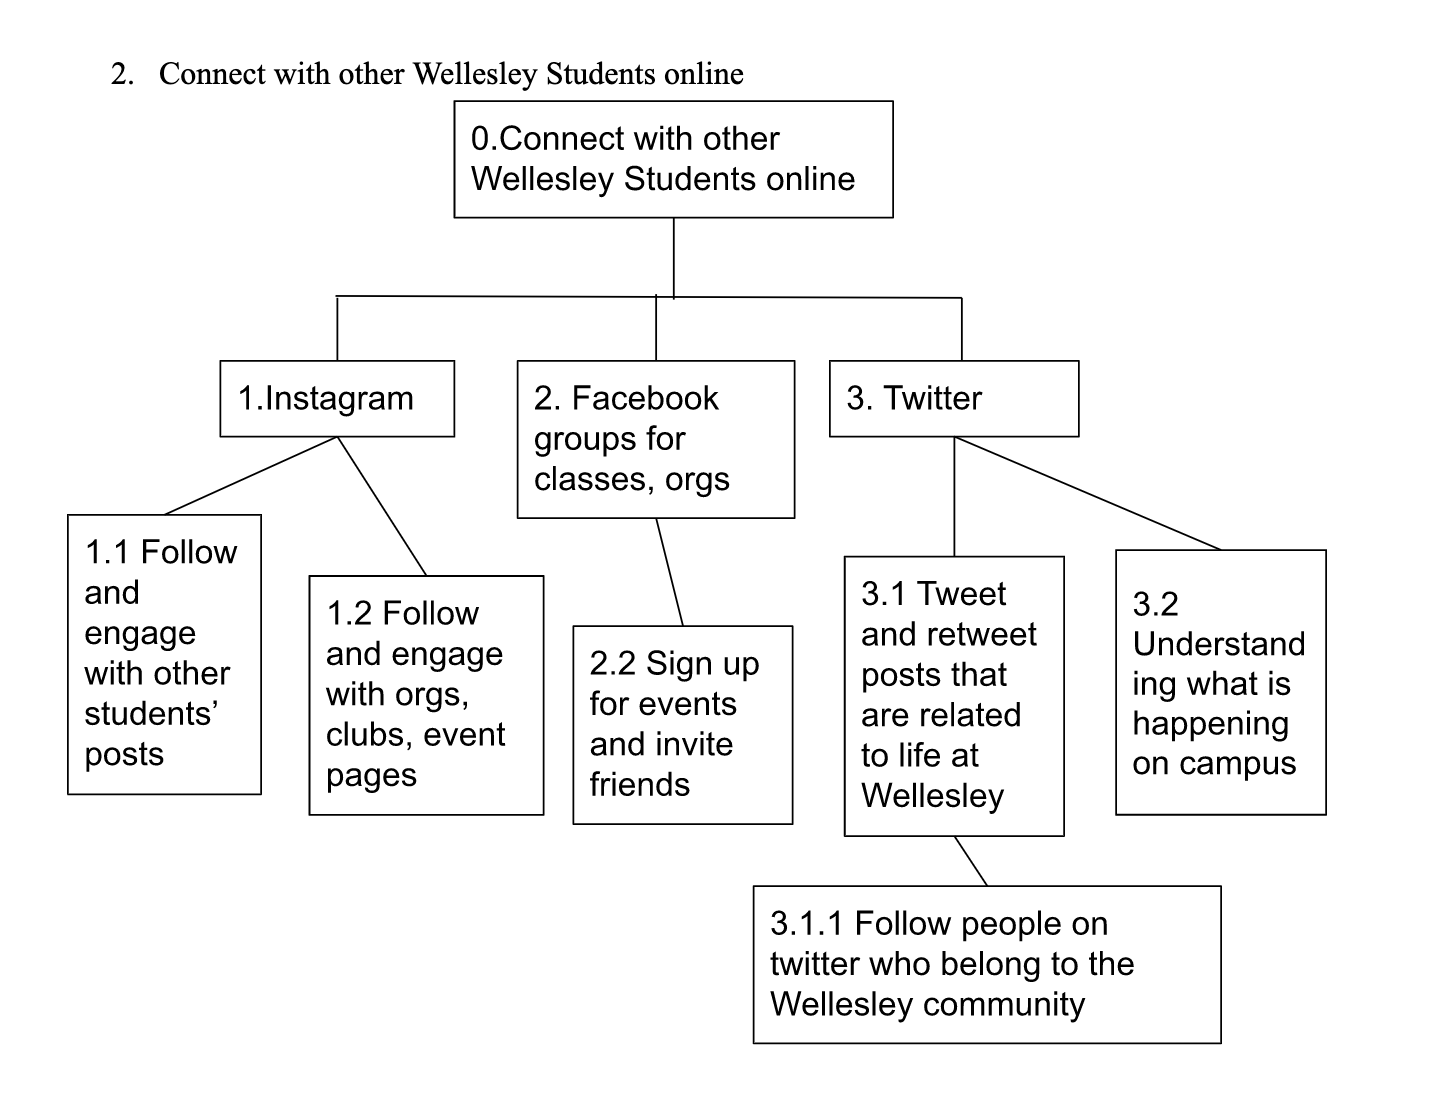 2. Connect with other Wellesley Students online
0.Connect with other
Wellesley Students online
1.Instagram
2. Facebook
groups for
classes, orgs
3. Twitter
1.1 Follow
and
engage
with other
students’
posts
1.2 Follow
and engage
with orgs,
clubs, event
pages
2.2 Sign up
for events
and invite
friends
3.1 Tweet
and retweet
posts that
are related
to life at
Wellesley
3.2
Understand
ing what is
happening
on campus
3.1.1 Follow people on
twitter who belong to the
Wellesley community